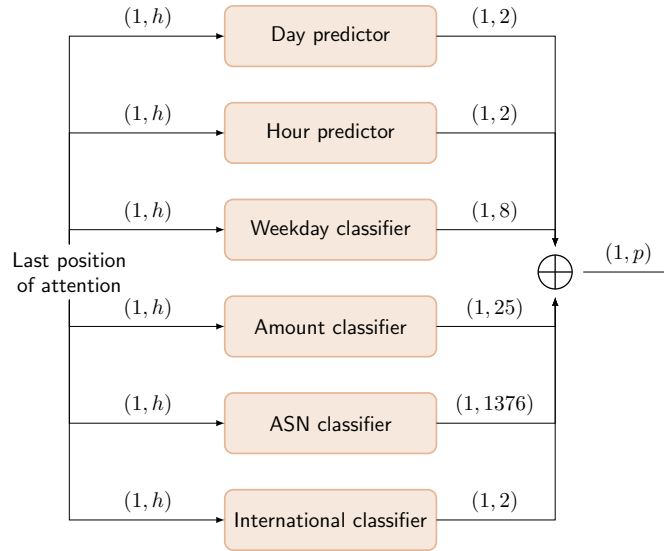 (1, h)
Day predictor
(1, 2)
(1, h)
Hour predictor
(1, 2)
(1, h)
Weekday classifier
(1, 8)
Last position
of attention
(1, p)
(1, h)
Amount classifier
(1, 25)
(1, h)
ASN classifier
(1, 1376)
(1, h)
International classifier
(1, 2)